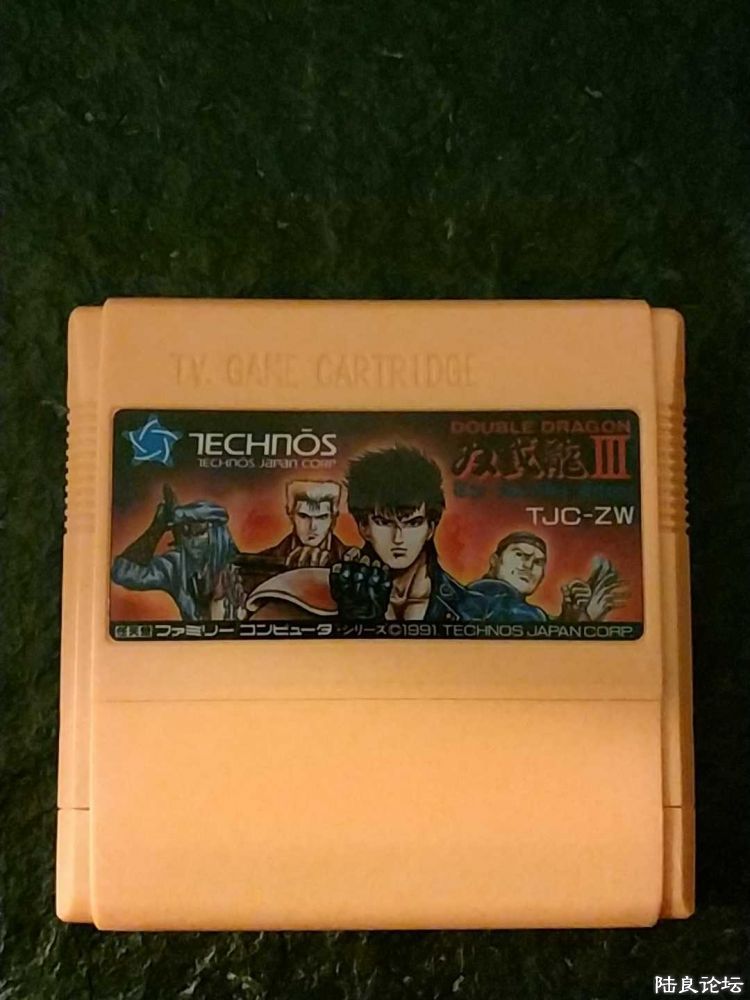 TV. GAME CARTRIDGE
TECHNŌS
TECHNOS JAPAN CORP
DOUBLE DRAGON
双截龍III
TJC-ZW
ファミリー コンピュータ・シリーズ©1991 TECHNOS JAPAN CORP.
陆良论坛